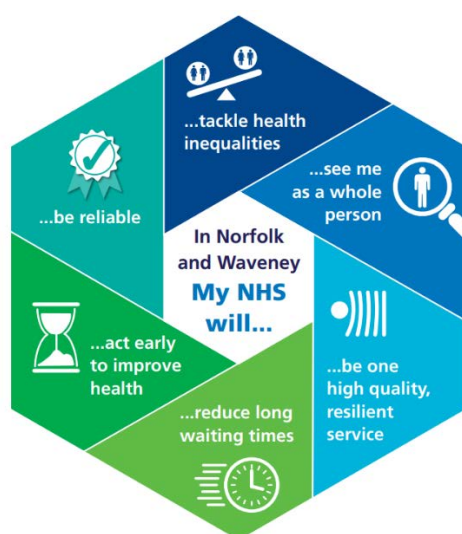 In Norfolk
and Waveney
My NHS
will...
...tackle health
inequalities
...see me
as a whole
person
...be one
high quality,
resilient
service
...reduce long
waiting times
...act early
to improve
health
...be reliable